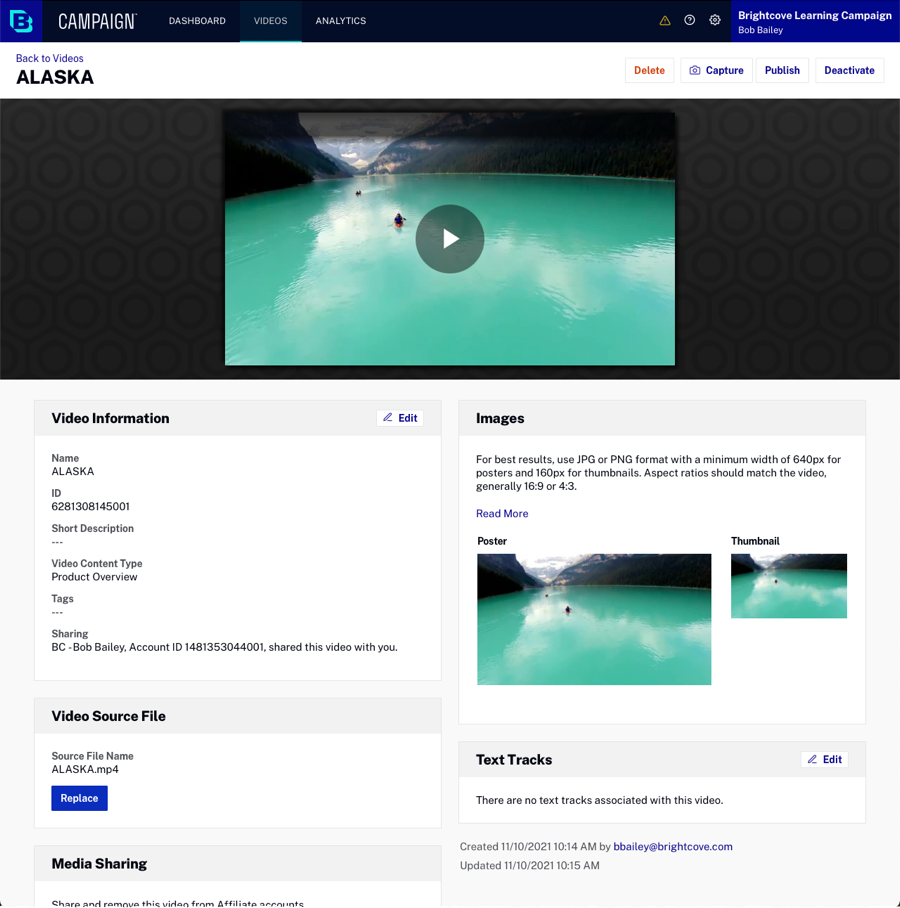 CAMPAIGN
DASHBOARD
VIDEOS
ANALYTICS
Brightcove Learning Campaign
Bob Bailey
Back to Videos
ALASKA
Delete
Capture
Publish
Deactivate
Video Information
Edit
Name
ALASKA
ID
6281308145001
Short Description
---
Video Content Type
Product Overview
Tags
---
Sharing
BC - Bob Bailey, Account ID 1481353044001, shared this video with you.
Video Source File
Source File Name
ALASKA.mp4
Replace
Media Sharing
Share and remove this video from Affiliate accounts
Images
For best results, use JPG or PNG format with a minimum width of 640px for
posters and 160px for thumbnails. Aspect ratios should match the video,
generally 16:9 or 4:3.
Read More
Poster
Thumbnail
Text Tracks
Edit
There are no text tracks associated with this video.
Created 11/10/2021 10:14 AM by bbailey@brightcove.com
Updated 11/10/2021 10:15 AM